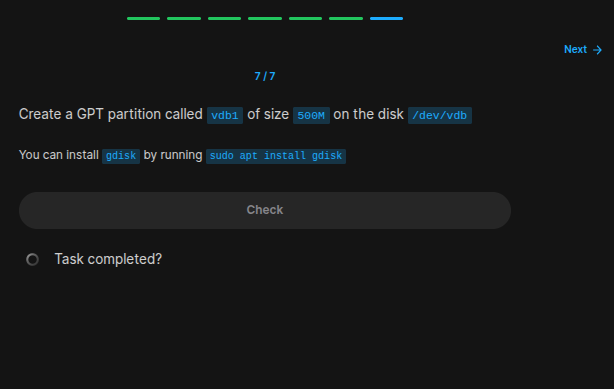 Next →
7 / 7
Create a GPT partition called vdb1 of size 500M on the disk /dev/vdb
You can install gdisk by running sudo apt install gdisk
Check
Task completed?